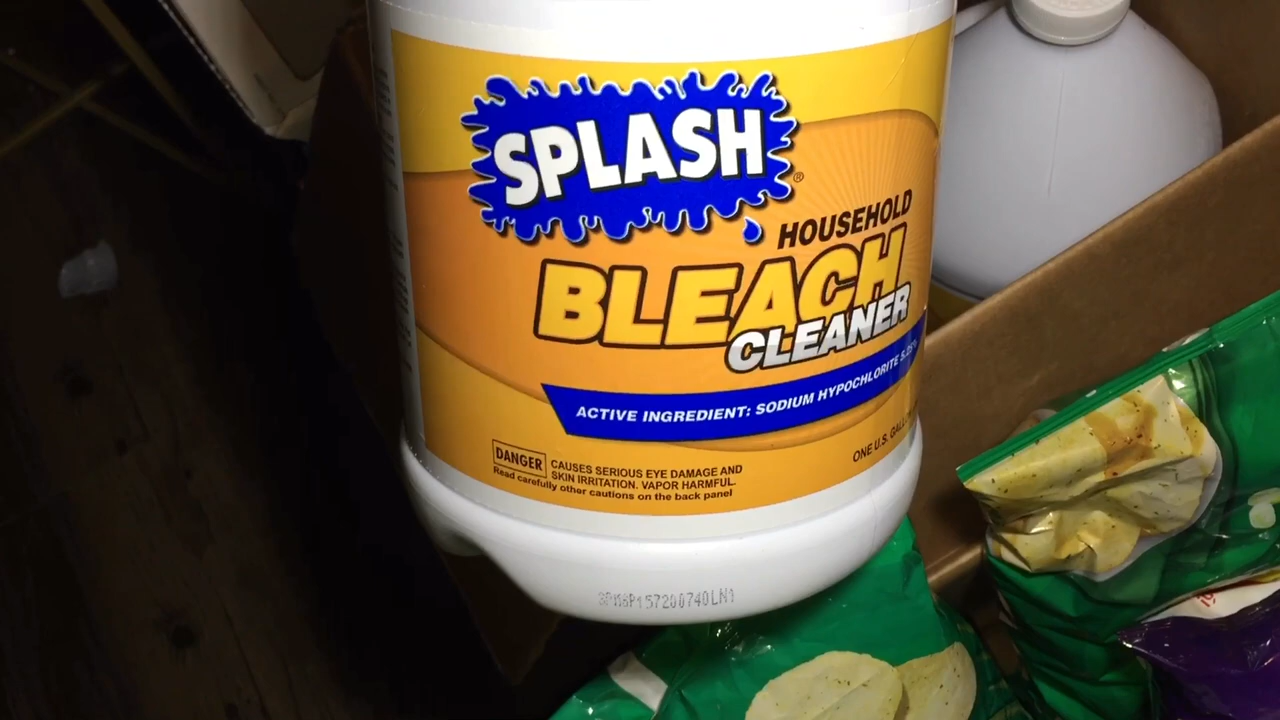 SPLASH®
HOUSEHOLD
BLEACH
CLEANER
ACTIVE INGREDIENT: SODIUM HYPOCHLORITE
ONE U.S.
DANGER
CAUSES SERIOUS EYE DAMAGE AND
SKIN IRRITATION. VAPOR HARMFUL.
Read carefully other cautions on the back panel